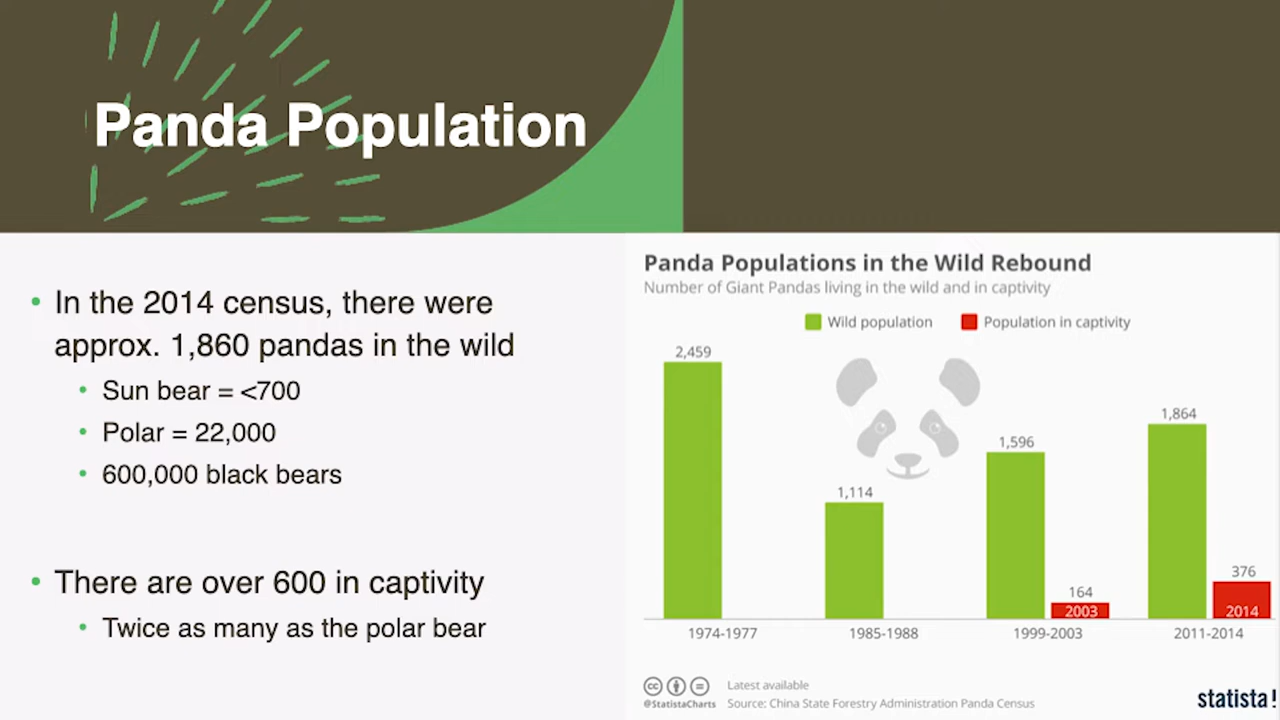 Panda Population
• In the 2014 census, there were
approx. 1,860 pandas in the wild
• Sun bear = <700
• Polar = 22,000
• 600,000 black bears
• There are over 600 in captivity
• Twice as many as the polar bear
Panda Populations in the Wild Rebound
Number of Giant Pandas living in the wild and in captivity
Wild population Population in captivity
2,459
1,114
1,596
164
2003
1,864
376
2014
1974-1977 1985-1988 1999-2003 2011-2014
Latest available
@StatistaCharts Source: China State Forestry Administration Panda Census
statista!